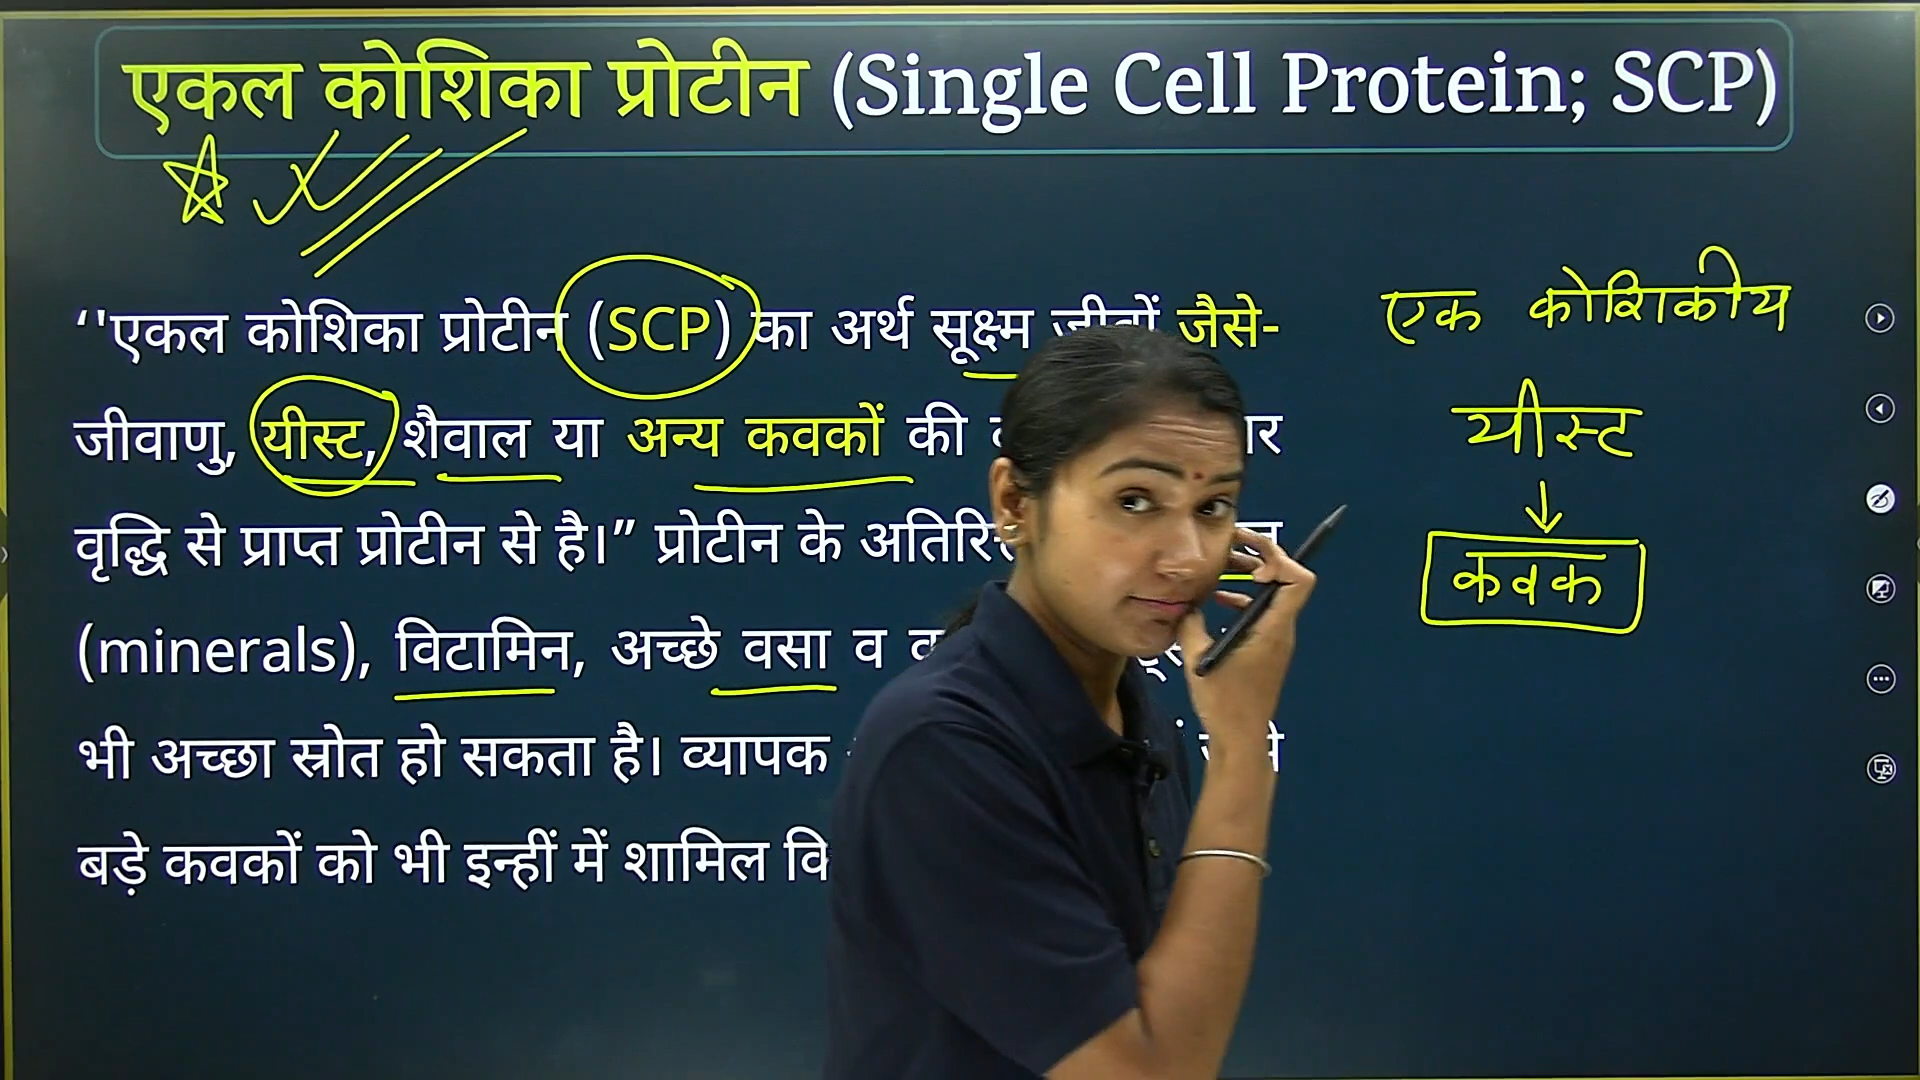 एकल कोशिका प्रोटीन (Single Cell Protein; SCP)
‘'एकल कोशिका प्रोटीन (SCP) का अर्थ सूक्ष्म जीवों जैसे-
जीवाणु, यीस्ट, शैवाल या अन्य कवकों की
वृद्धि से प्राप्त प्रोटीन से है।” प्रोटीन के
(minerals), विटामिन, अच्छे वसा व
भी अच्छा स्रोत हो सकता है। व्यापक
बड़े कवकों को भी इन्हीं में शामिल
एक कोशिकीय
यीस्ट
कवक